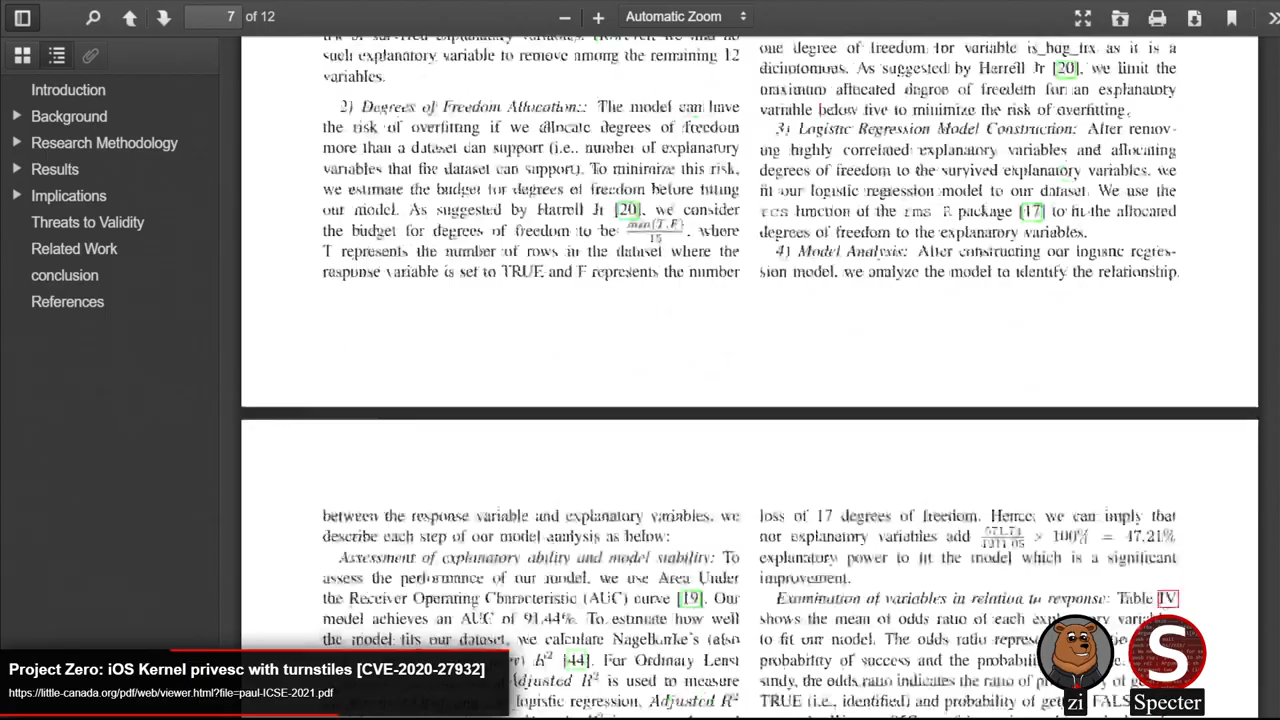 7 of 12
Automatic Zoom
Introduction
Background
Research Methodology
Results
Implications
Threats to Validity
Related Work
conclusion
References
such explanatory variable to remove among the remaining 12
variables.
2) Degrees of Freedom Allocation:: The model can have
the risk of overfitting if we allocate degrees of freedom
more than a dataset can support (i.e., number of explanatory
variables that the dataset can support). To minimize this risk,
we estimate the budget for degrees of freedom before fitting
our model. As suggested by Harrell Jr [20], we consider
the budget for degrees of freedom to be min(T,F)/15, where
T represents the number of rows in the dataset where the
response variable is set to TRUE and F represents the number
one degree of freedom for variable is_bug_fix as it is a
dichotomous. As suggested by Harrell Jr [20], we limit the
maximum allocated degree of freedom for an explanatory
variable below five to minimize the risk of overfitting.
3) Logistic Regression Model Construction: After remov-
ing highly correlated explanatory variables and allocating
degrees of freedom to the survived explanatory variables, we
fit our logistic regression model to our dataset. We use the
function of the rms R package [17] to fit the allocated
degrees of freedom to the explanatory variables.
4) Model Analysis: After constructing our logistic regres-
sion model, we analyze the model to identify the relationship
between the response variable and explanatory variables, we
describe each step of our model analysis as below:
Assessment of explanatory ability and model stability: To
assess the performance of our model, we use Area Under
the Receiver Operating Characteristic (AUC) curve [19]. Our
model achieves an AUC of 91.44%. To estimate how well
the model fits our dataset, we calculate Nagelkerke's (also
R² [44]. For Ordinary Least
djusted R² is used to measure
logistic regression, Adjusted R²
loss of 17 degrees of freedom. Hence, we can imply that
our explanatory variables add × 100% = 47.21%
explanatory power to fit the model which is a significant
improvement.
Examination of variables in relation to response: Table IV
shows the mean of odds ratio of each explanatory
to fit our model. The odds ratio
probability of success and the
study, the odds ratio indicates the ratio of
TRUE (i.e., identified) and probability of FALS
Project Zero: iOS Kernel privesc with turnstiles [CVE-2020-27932]
https://little-canada.org/pdf/web/viewer.html?file=paul-ICSE-2021.pdf
zi
S
Specter